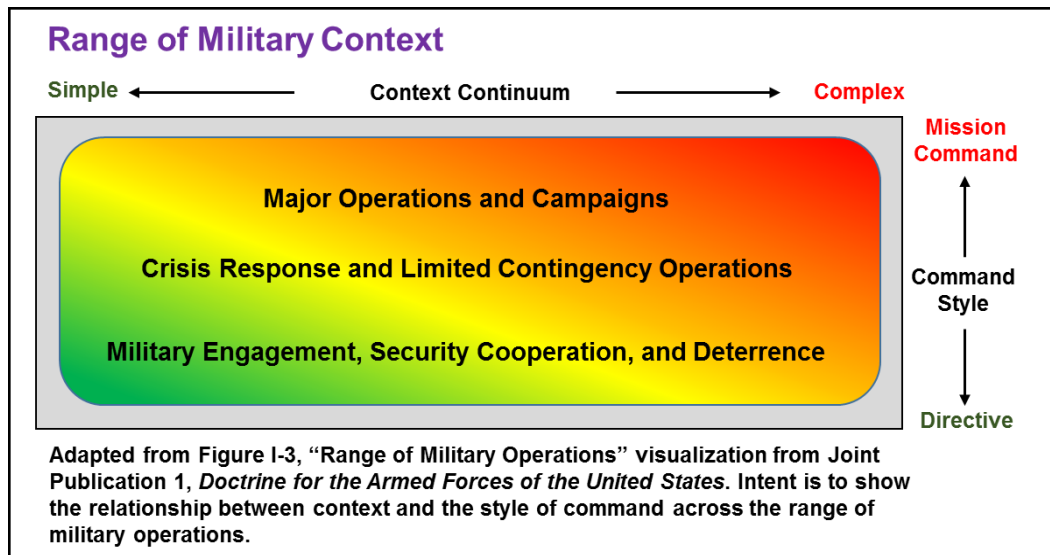 Range of Military Context
Simple
Context Continuum
Complex
Mission
Command
Major Operations and Campaigns
Crisis Response and Limited Contingency Operations
Command
Style
Military Engagement, Security Cooperation, and Deterrence
Directive
Adapted from Figure I-3, “Range of Military Operations” visualization from Joint
Publication 1, Doctrine for the Armed Forces of the United States. Intent is to show
the relationship between context and the style of command across the range of
military operations.